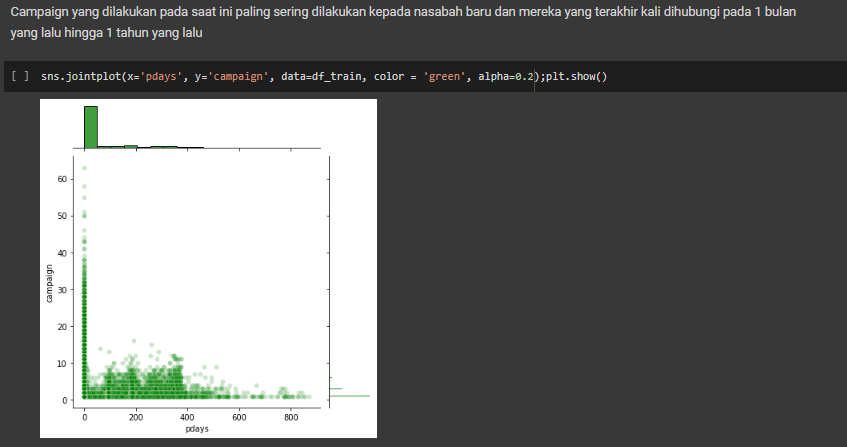 Campaign yang dilakukan pada saat ini paling sering dilakukan kepada nasabah baru dan mereka yang terakhir kali dihubungi pada 1 bulan
yang lalu hingga 1 tahun yang lalu
[ ] sns.jointplot(x='pdays', y='campaign', data=df_train, color = 'green', alpha=0.2);plt.show()
60
50
40
30
20
10
0
campaign
0 200 400 600 800
pdays